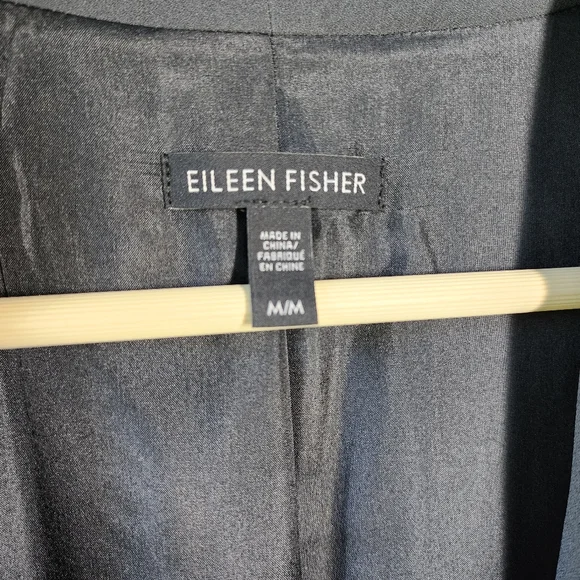 EILEEN FISHER
MADE IN
CHINA/
FABRIQUÉ
EN CHINE
M/M